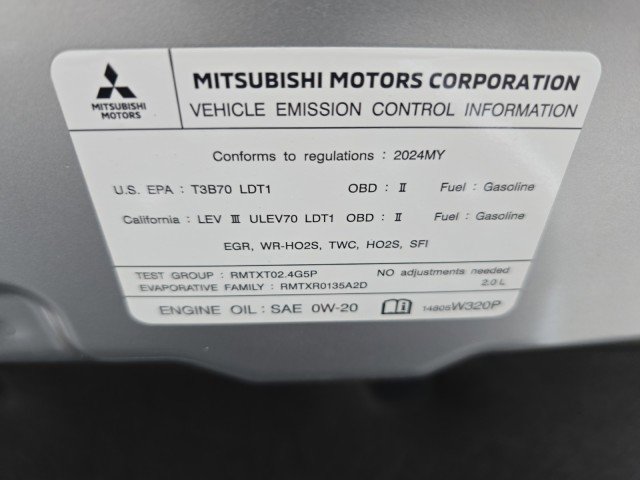 MITSUBISHI MOTORS
MITSUBISHI MOTORS CORPORATION
VEHICLE EMISSION CONTROL INFORMATION
Conforms to regulations : 2024MY
U.S. EPA : T3B70 LDT1 OBD : Ⅱ Fuel : Gasoline
California : LEV Ⅲ ULEV70 LDT1 OBD : Ⅱ Fuel : Gasoline
EGR, WR-HO2S, TWC, HO2S, SFI
TEST GROUP : RMTXT02.4G5P NO adjustments needed
EVAPORATIVE FAMILY : RMTXR0135A2D 2.0 L
ENGINE OIL : SAE 0W-20 14805W320P